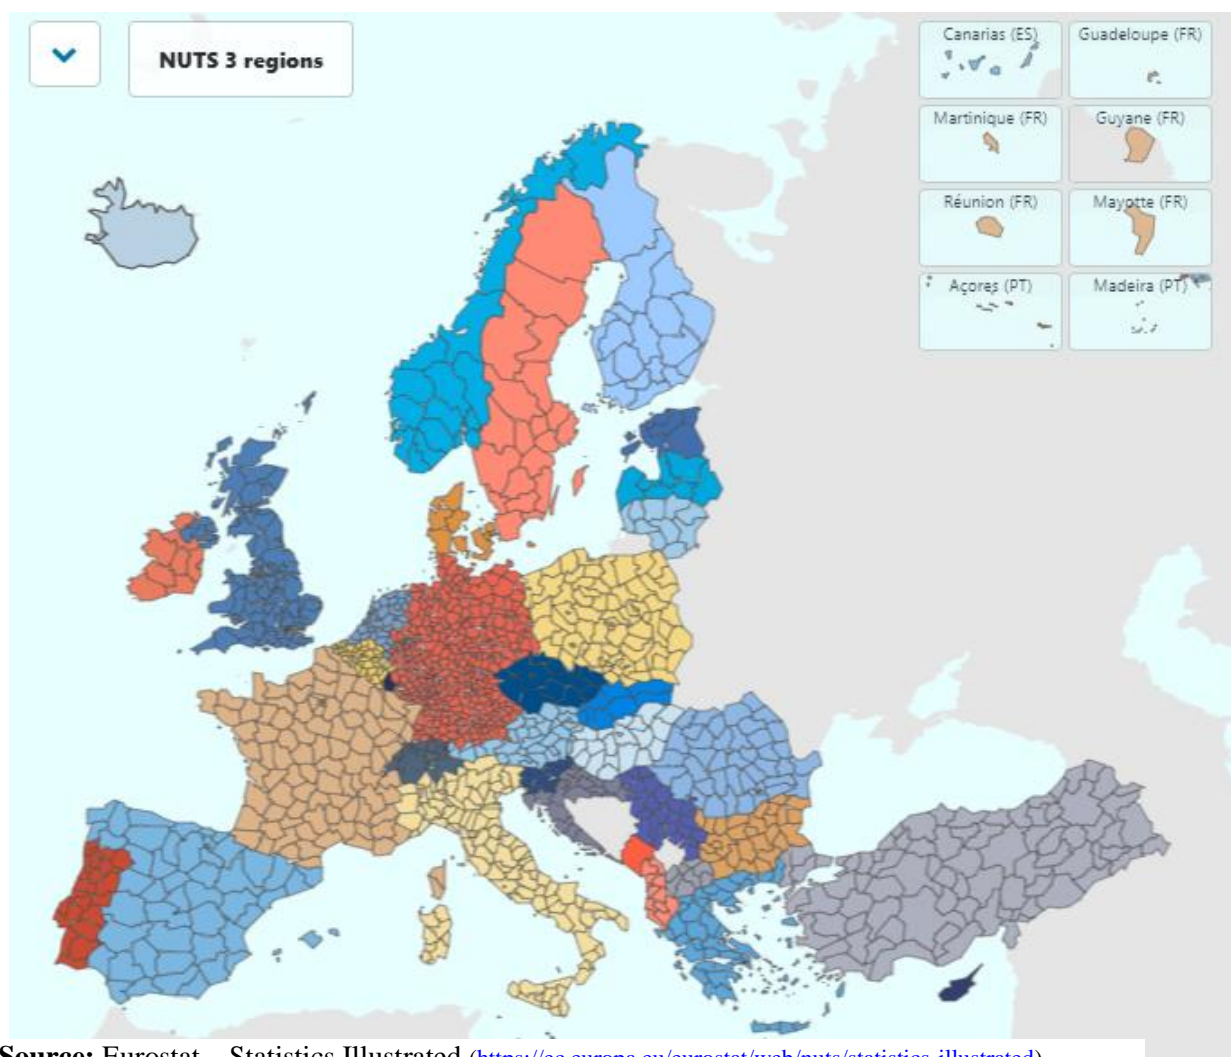 NUTS 3 regions
Canarias (ES)
Guadeloupe (FR)
Martinique (FR)
Guyane (FR)
Réunion (FR)
Mayotte (FR)
Açores (PT)
Madeira (PT)
Source: Eurostat – Statistics Illustrated (https://ec.europa.eu/eurostat/web/nuts/statistics-illustrated)